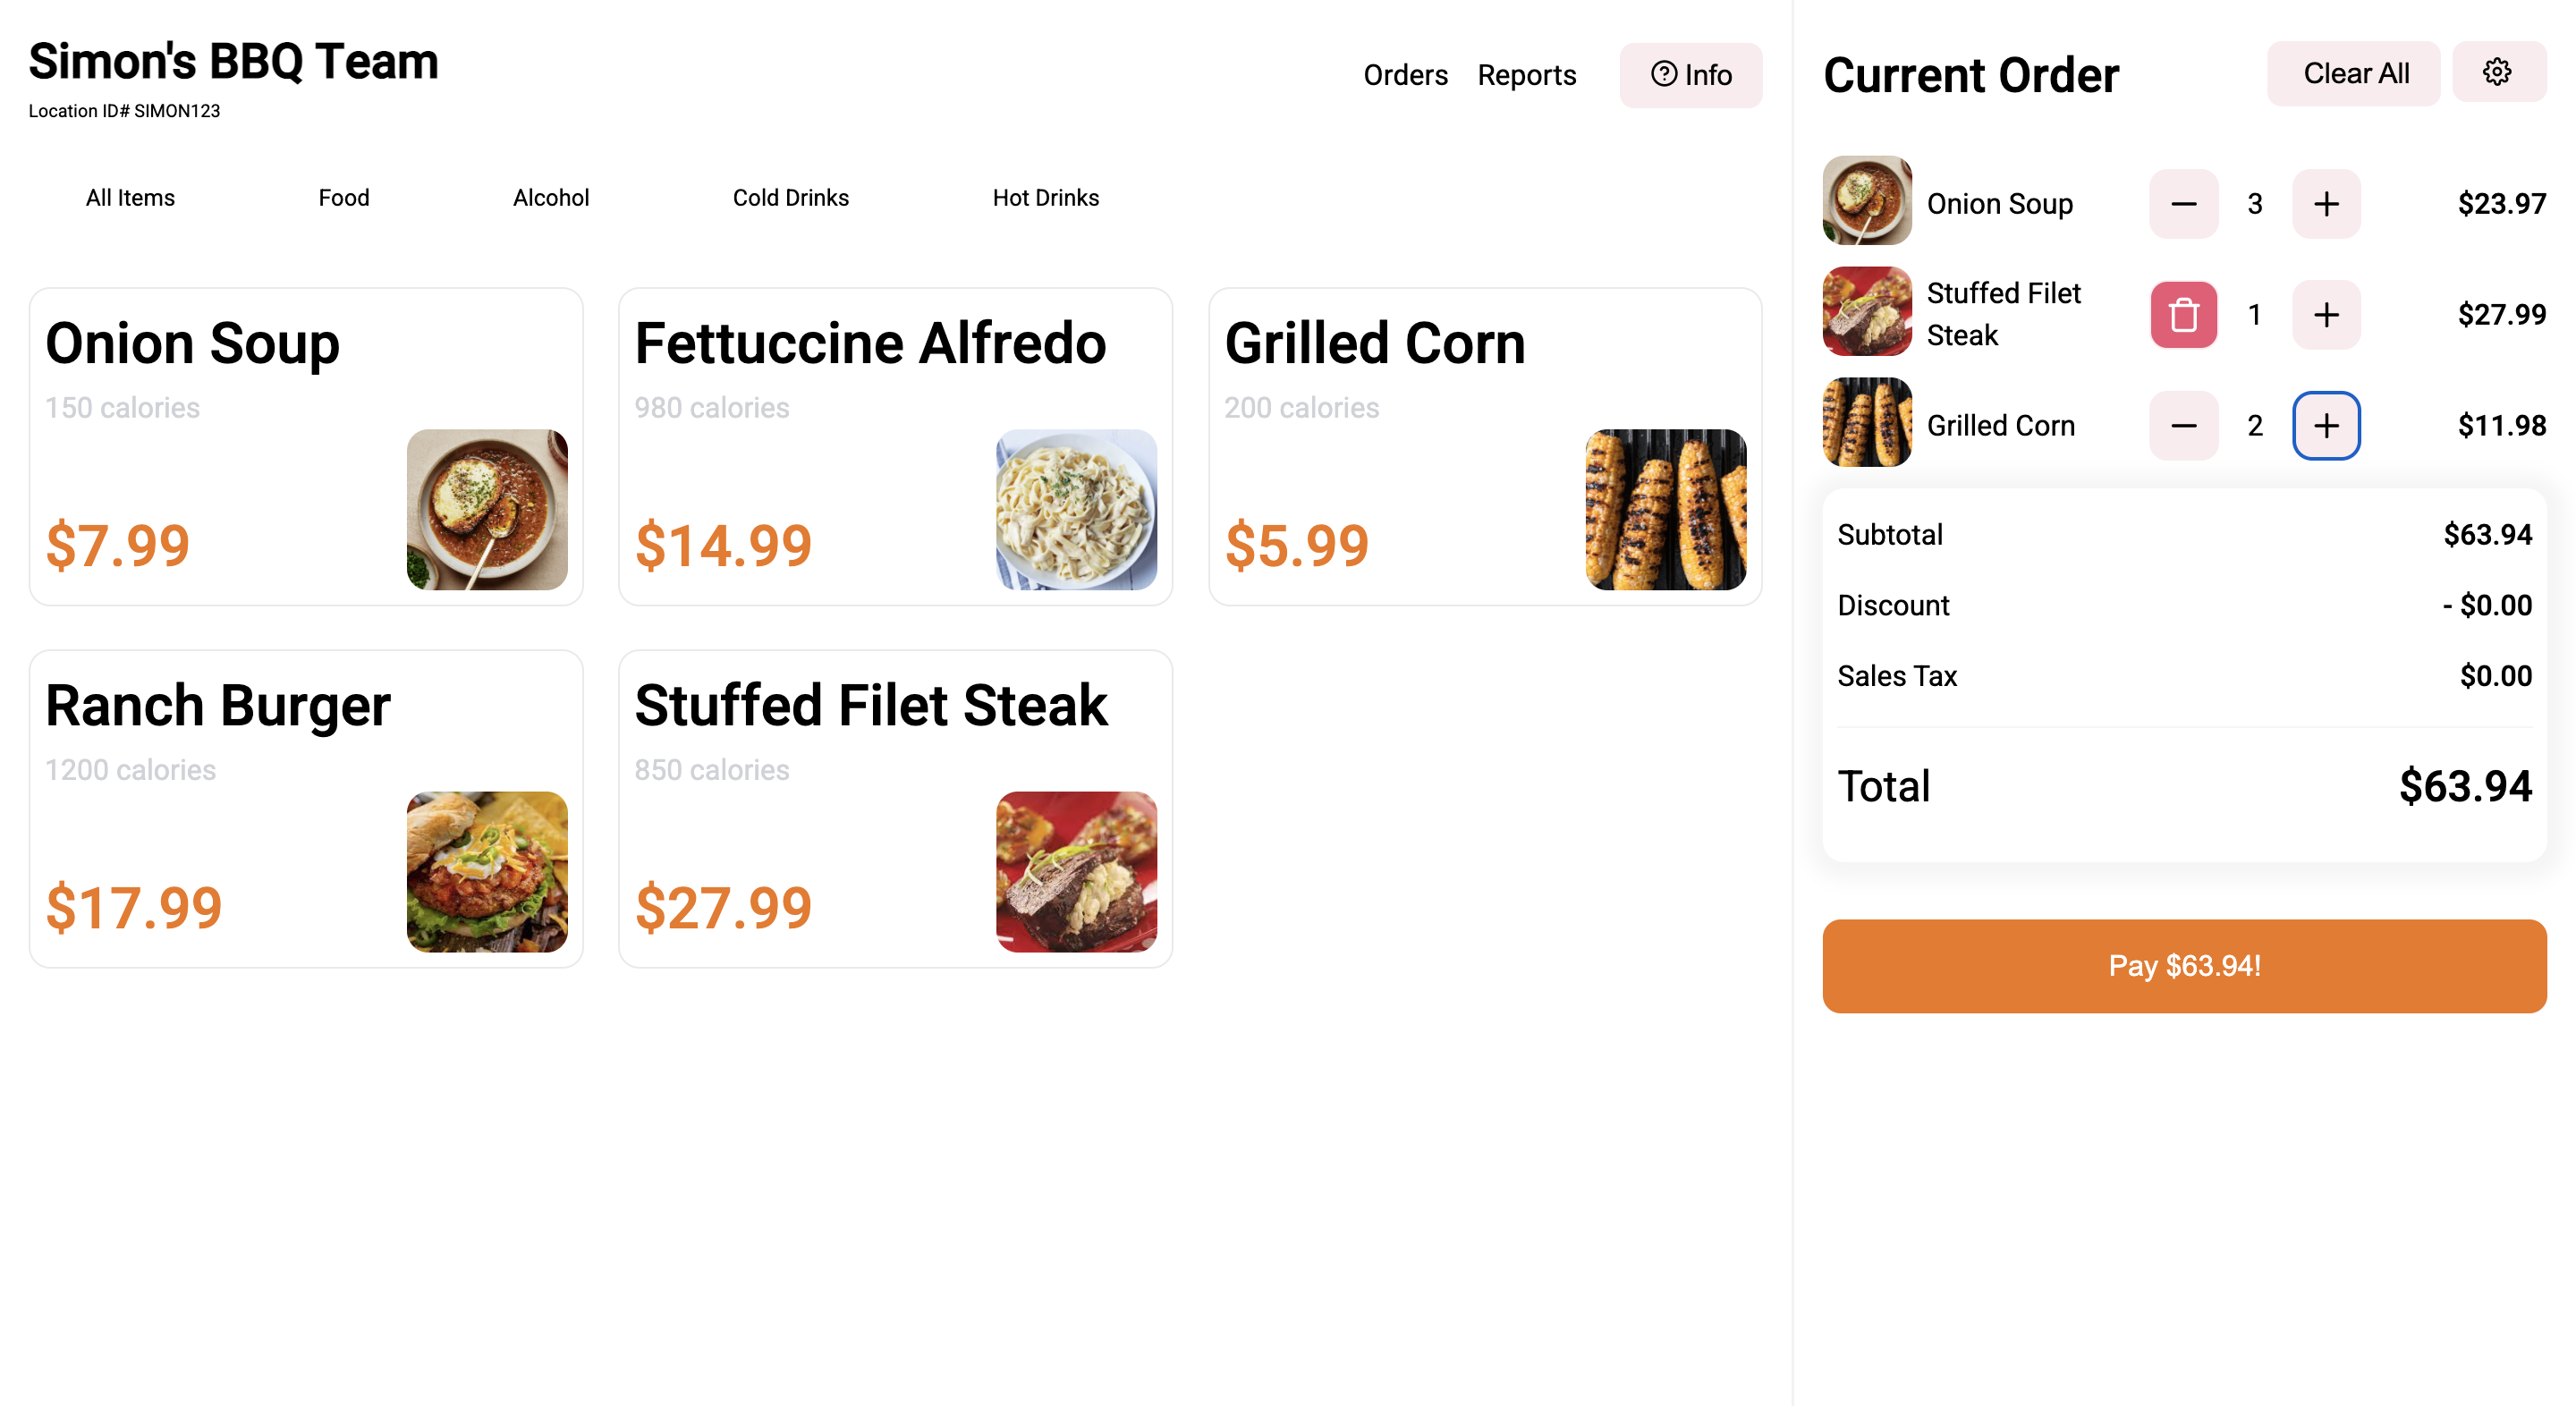 Simon's BBQ Team
Location ID# SIMON123
Orders Reports Info
All Items Food Alcohol Cold Drinks Hot Drinks
Onion Soup
150 calories
$7.99
Fettuccine Alfredo
980 calories
$14.99
Grilled Corn
200 calories
$5.99
Ranch Burger
1200 calories
$17.99
Stuffed Filet Steak
850 calories
$27.99
Current Order Clear All
Onion Soup 3 $23.97
Stuffed Filet
Steak 1 $27.99
Grilled Corn 2 $11.98
Subtotal $63.94
Discount - $0.00
Sales Tax $0.00
Total $63.94
Pay $63.94!